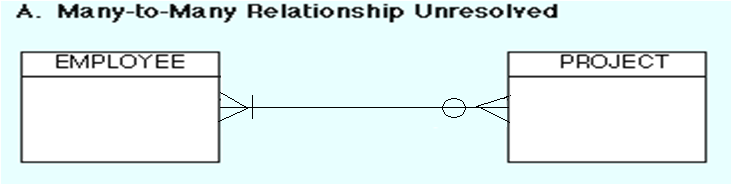 A. Many-to-Many Relationship Unresolved
EMPLOYEE
PROJECT